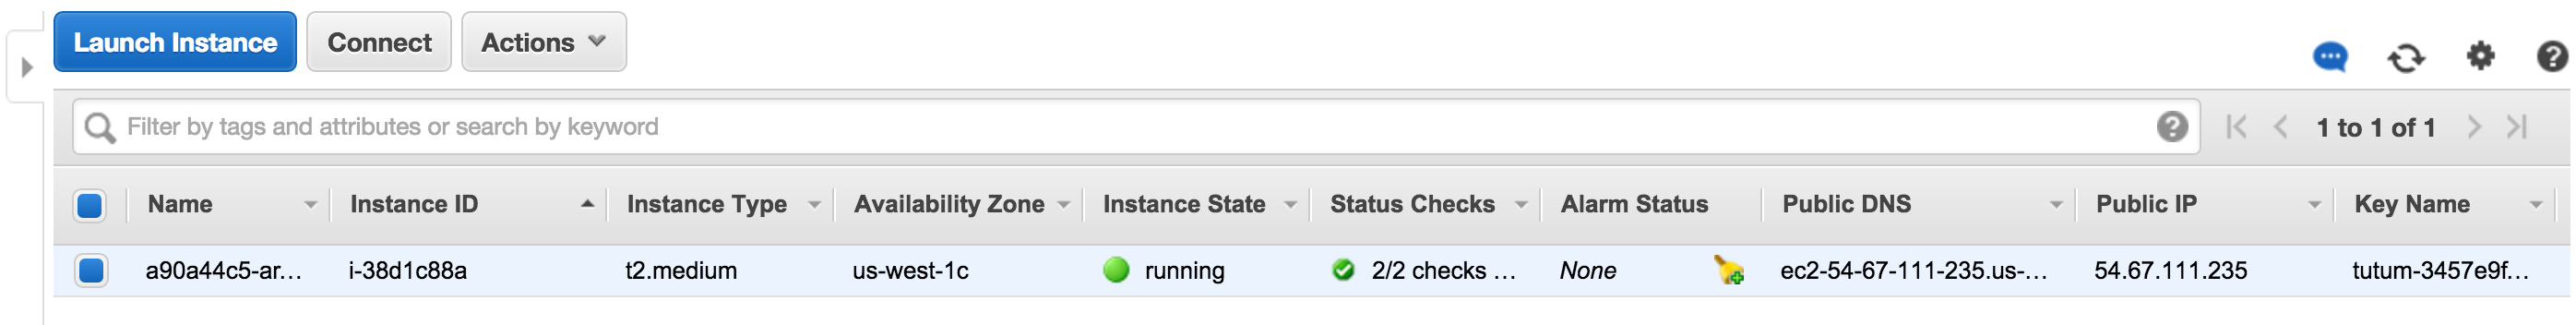 Launch Instance Connect Actions
Filter by tags and attributes or search by keyword 1 to 1 of 1
Name Instance ID Instance Type Availability Zone Instance State Status Checks Alarm Status Public DNS Public IP Key Name
a90a44c5-ar... i-38d1c88a t2.medium us-west-1c running 2/2 checks ... None ec2-54-67-111-235.us-... 54.67.111.235 tutum-3457e9f...